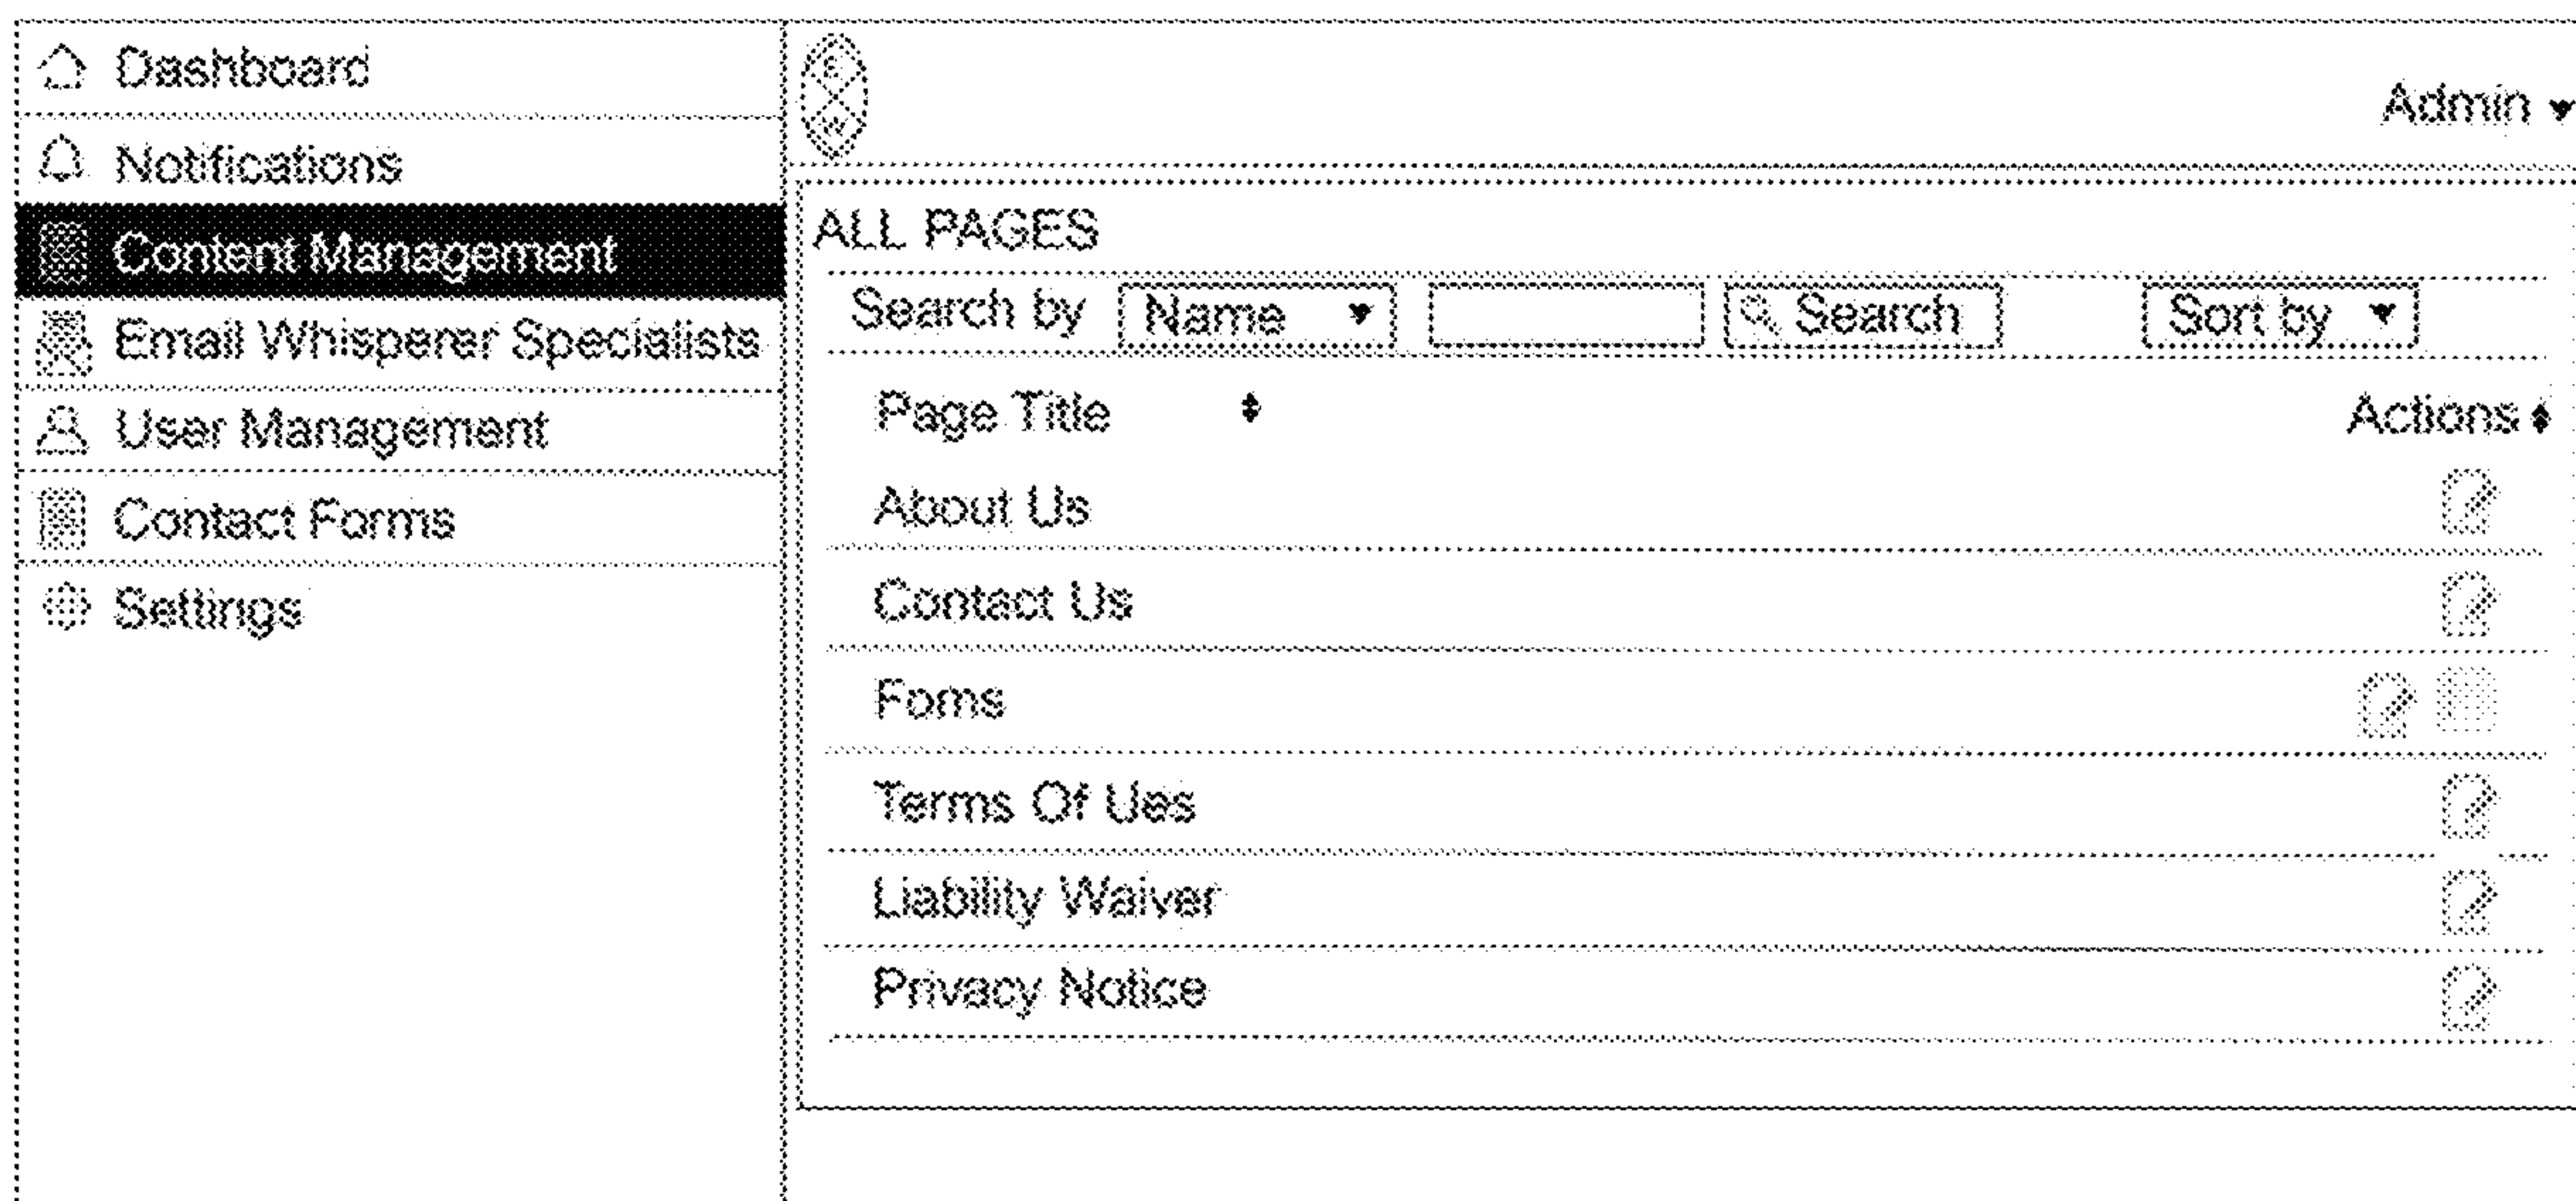 Dashboard
Notifications
Content Management
Email Whisperer Specialists
User Management
Contact Forms
Settings
Admin
ALL PAGES
Search by Name Search Sort by
Page Title Actions
About Us
Contact Us
Foms
Terms Of Ues
Liability Waiver
Privacy Notice